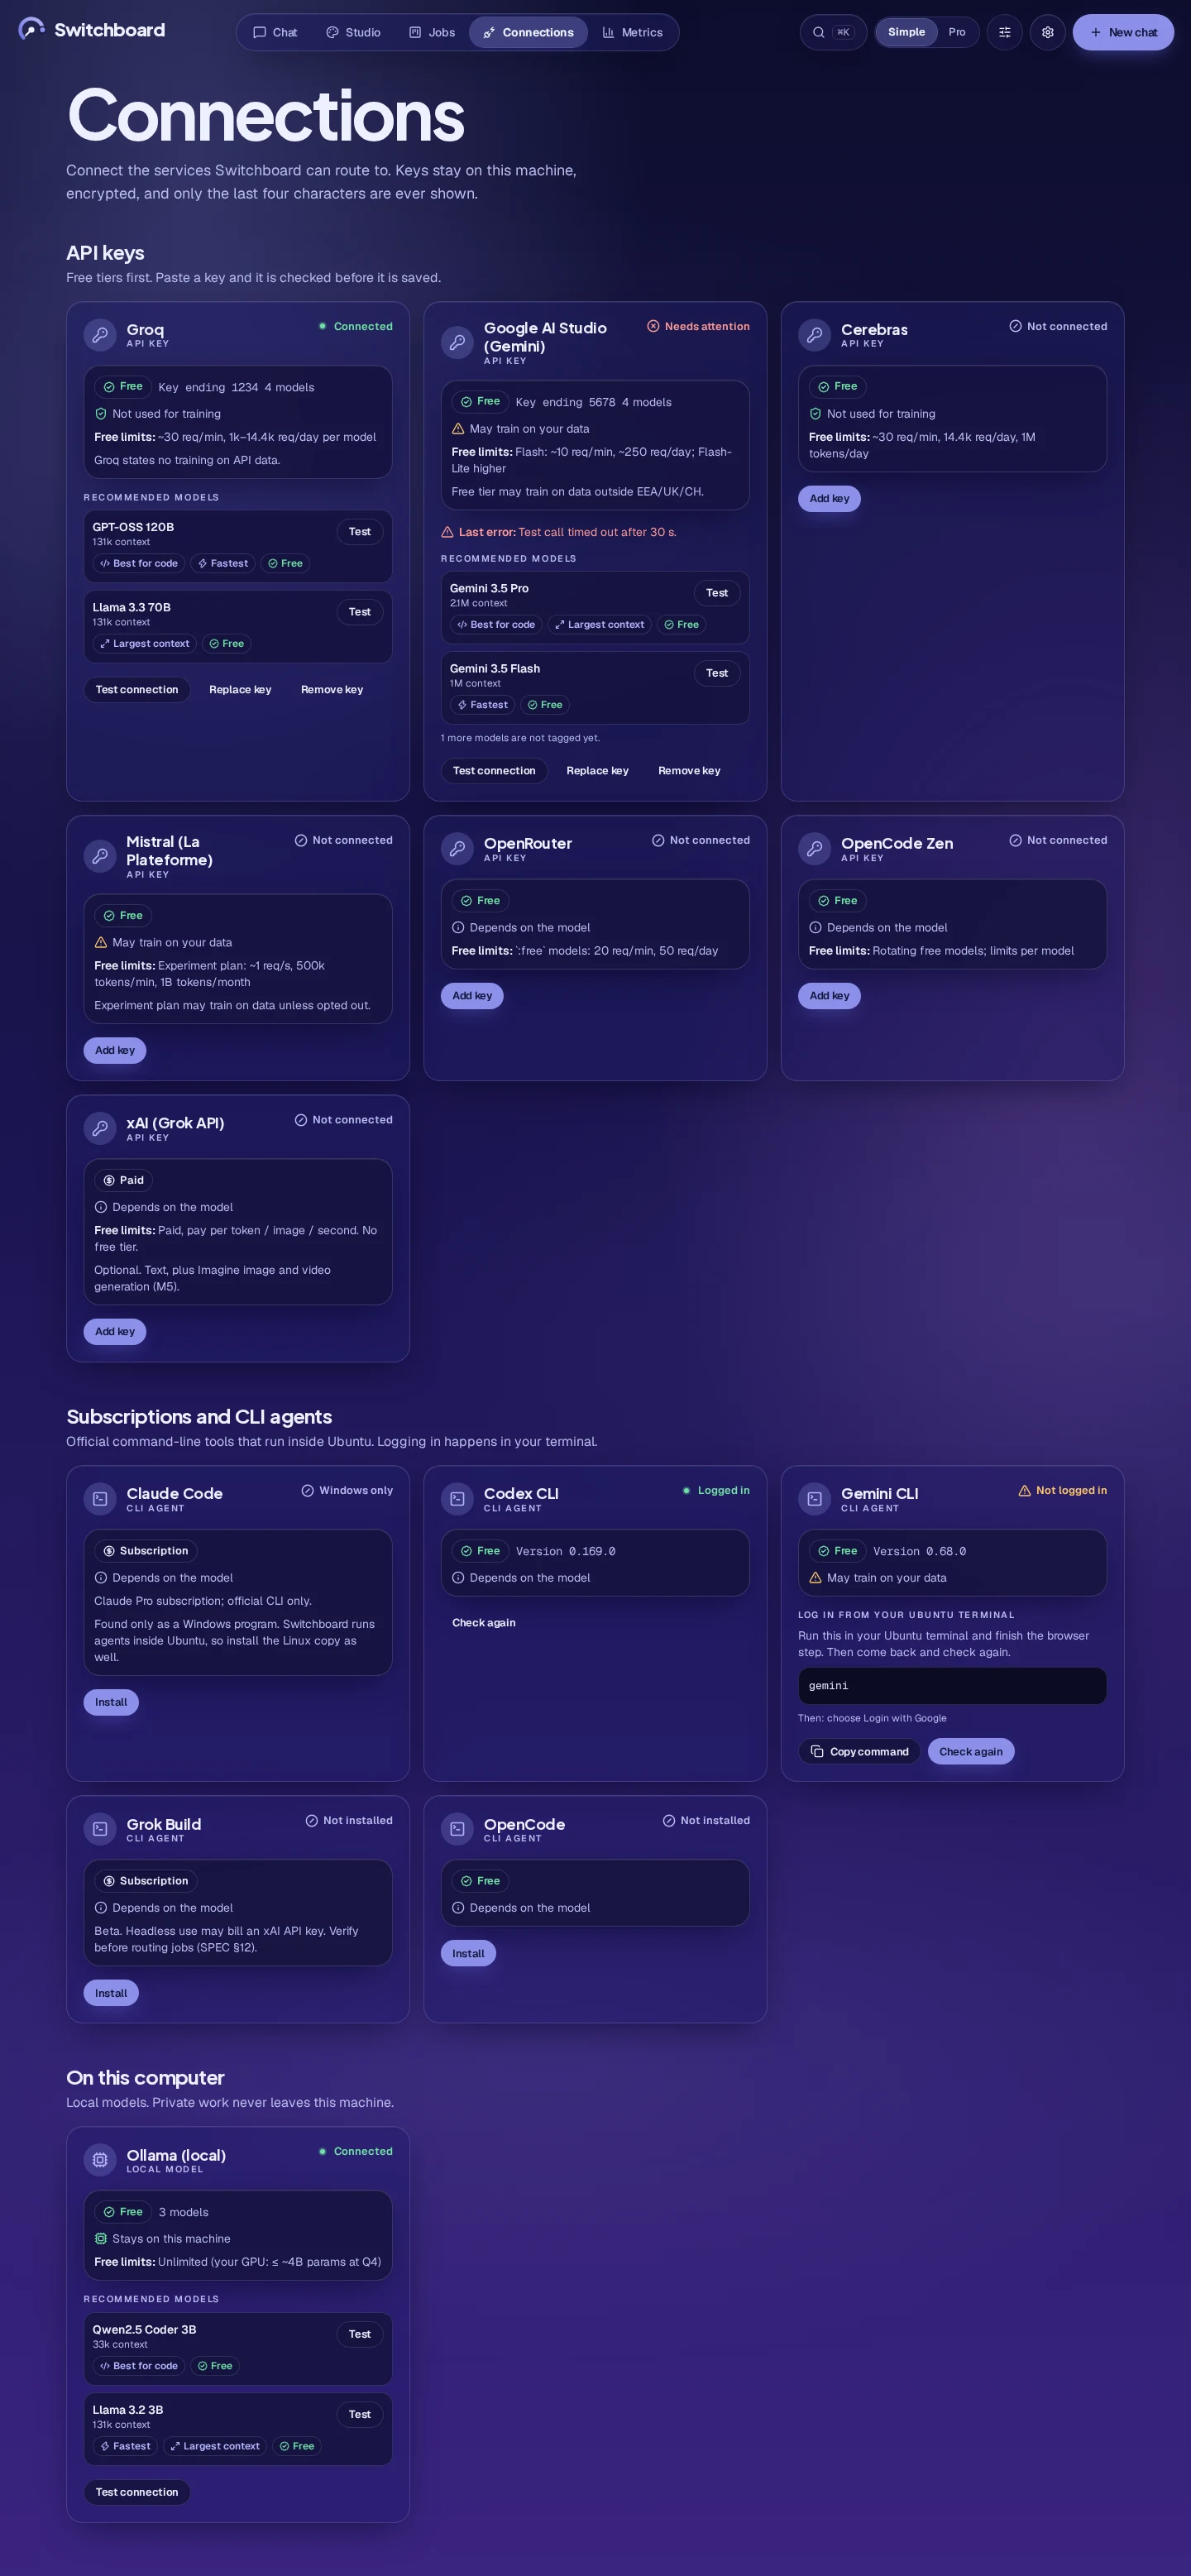 Switchboard
Chat
Studio
Jobs
Connections
Metrics
⌘K
Simple
Pro
New chat
Connections
Connect the services Switchboard can route to. Keys stay on this machine,
encrypted, and only the last four characters are ever shown.
API keys
Free tiers first. Paste a key and it is checked before it is saved.
Groq
API KEY
Connected
Free
Key ending 1234 4 models
Not used for training
Free limits: ~30 req/min, 1k–14.4k req/day per model
Groq states no training on API data.
RECOMMENDED MODELS
GPT-OSS 120B
131k context
Test
Best for code
Fastest
Free
Llama 3.3 70B
131k context
Test
Largest context
Free
Test connection
Replace key
Remove key
Google AI Studio
(Gemini)
API KEY
Needs attention
Free
Key ending 5678 4 models
May train on your data
Free limits: Flash: ~10 req/min, ~250 req/day; Flash-
Lite higher
Free tier may train on data outside EEA/UK/CH.
Last error: Test call timed out after 30 s.
RECOMMENDED MODELS
Gemini 3.5 Pro
2.1M context
Test
Best for code
Largest context
Free
Gemini 3.5 Flash
1M context
Test
Fastest
Free
1 more models are not tagged yet.
Test connection
Replace key
Remove key
Cerebras
API KEY
Not connected
Free
Not used for training
Free limits: ~30 req/min, 14.4k req/day, 1M
tokens/day
Add key
Mistral (La
Plateforme)
API KEY
Not connected
Free
May train on your data
Free limits: Experiment plan: ~1 req/s, 500k
tokens/min, 1B tokens/month
Experiment plan may train on data unless opted out.
Add key
OpenRouter
API KEY
Not connected
Free
Depends on the model
Free limits: `:free` models: 20 req/min, 50 req/day
Add key
OpenCode Zen
API KEY
Not connected
Free
Depends on the model
Free limits: Rotating free models; limits per model
Add key
xAI (Grok API)
API KEY
Not connected
Paid
Depends on the model
Free limits: Paid, pay per token / image / second. No
free tier.
Optional. Text, plus Imagine image and video
generation (M5).
Add key
Subscriptions and CLI agents
Official command-line tools that run inside Ubuntu. Logging in happens in your terminal.
Claude Code
CLI AGENT
Windows only
Subscription
Depends on the model
Claude Pro subscription; official CLI only.
Found only as a Windows program. Switchboard runs
agents inside Ubuntu, so install the Linux copy as
well.
Install
Codex CLI
CLI AGENT
Logged in
Free
Version 0.169.0
Depends on the model
Check again
Gemini CLI
CLI AGENT
Not logged in
Free
Version 0.68.0
May train on your data
LOG IN FROM YOUR UBUNTU TERMINAL
Run this in your Ubuntu terminal and finish the browser
step. Then come back and check again.
gemini
Then: choose Login with Google
Copy command
Check again
Grok Build
CLI AGENT
Not installed
Subscription
Depends on the model
Beta. Headless use may bill an xAI API key. Verify
before routing jobs (SPEC §12).
Install
OpenCode
CLI AGENT
Not installed
Free
Depends on the model
Install
On this computer
Local models. Private work never leaves this machine.
Ollama (local)
LOCAL MODEL
Connected
Free
3 models
Stays on this machine
Free limits: Unlimited (your GPU: ≤ ~4B params at Q4)
RECOMMENDED MODELS
Qwen2.5 Coder 3B
33k context
Test
Best for code
Free
Llama 3.2 3B
131k context
Test
Fastest
Largest context
Free
Test connection